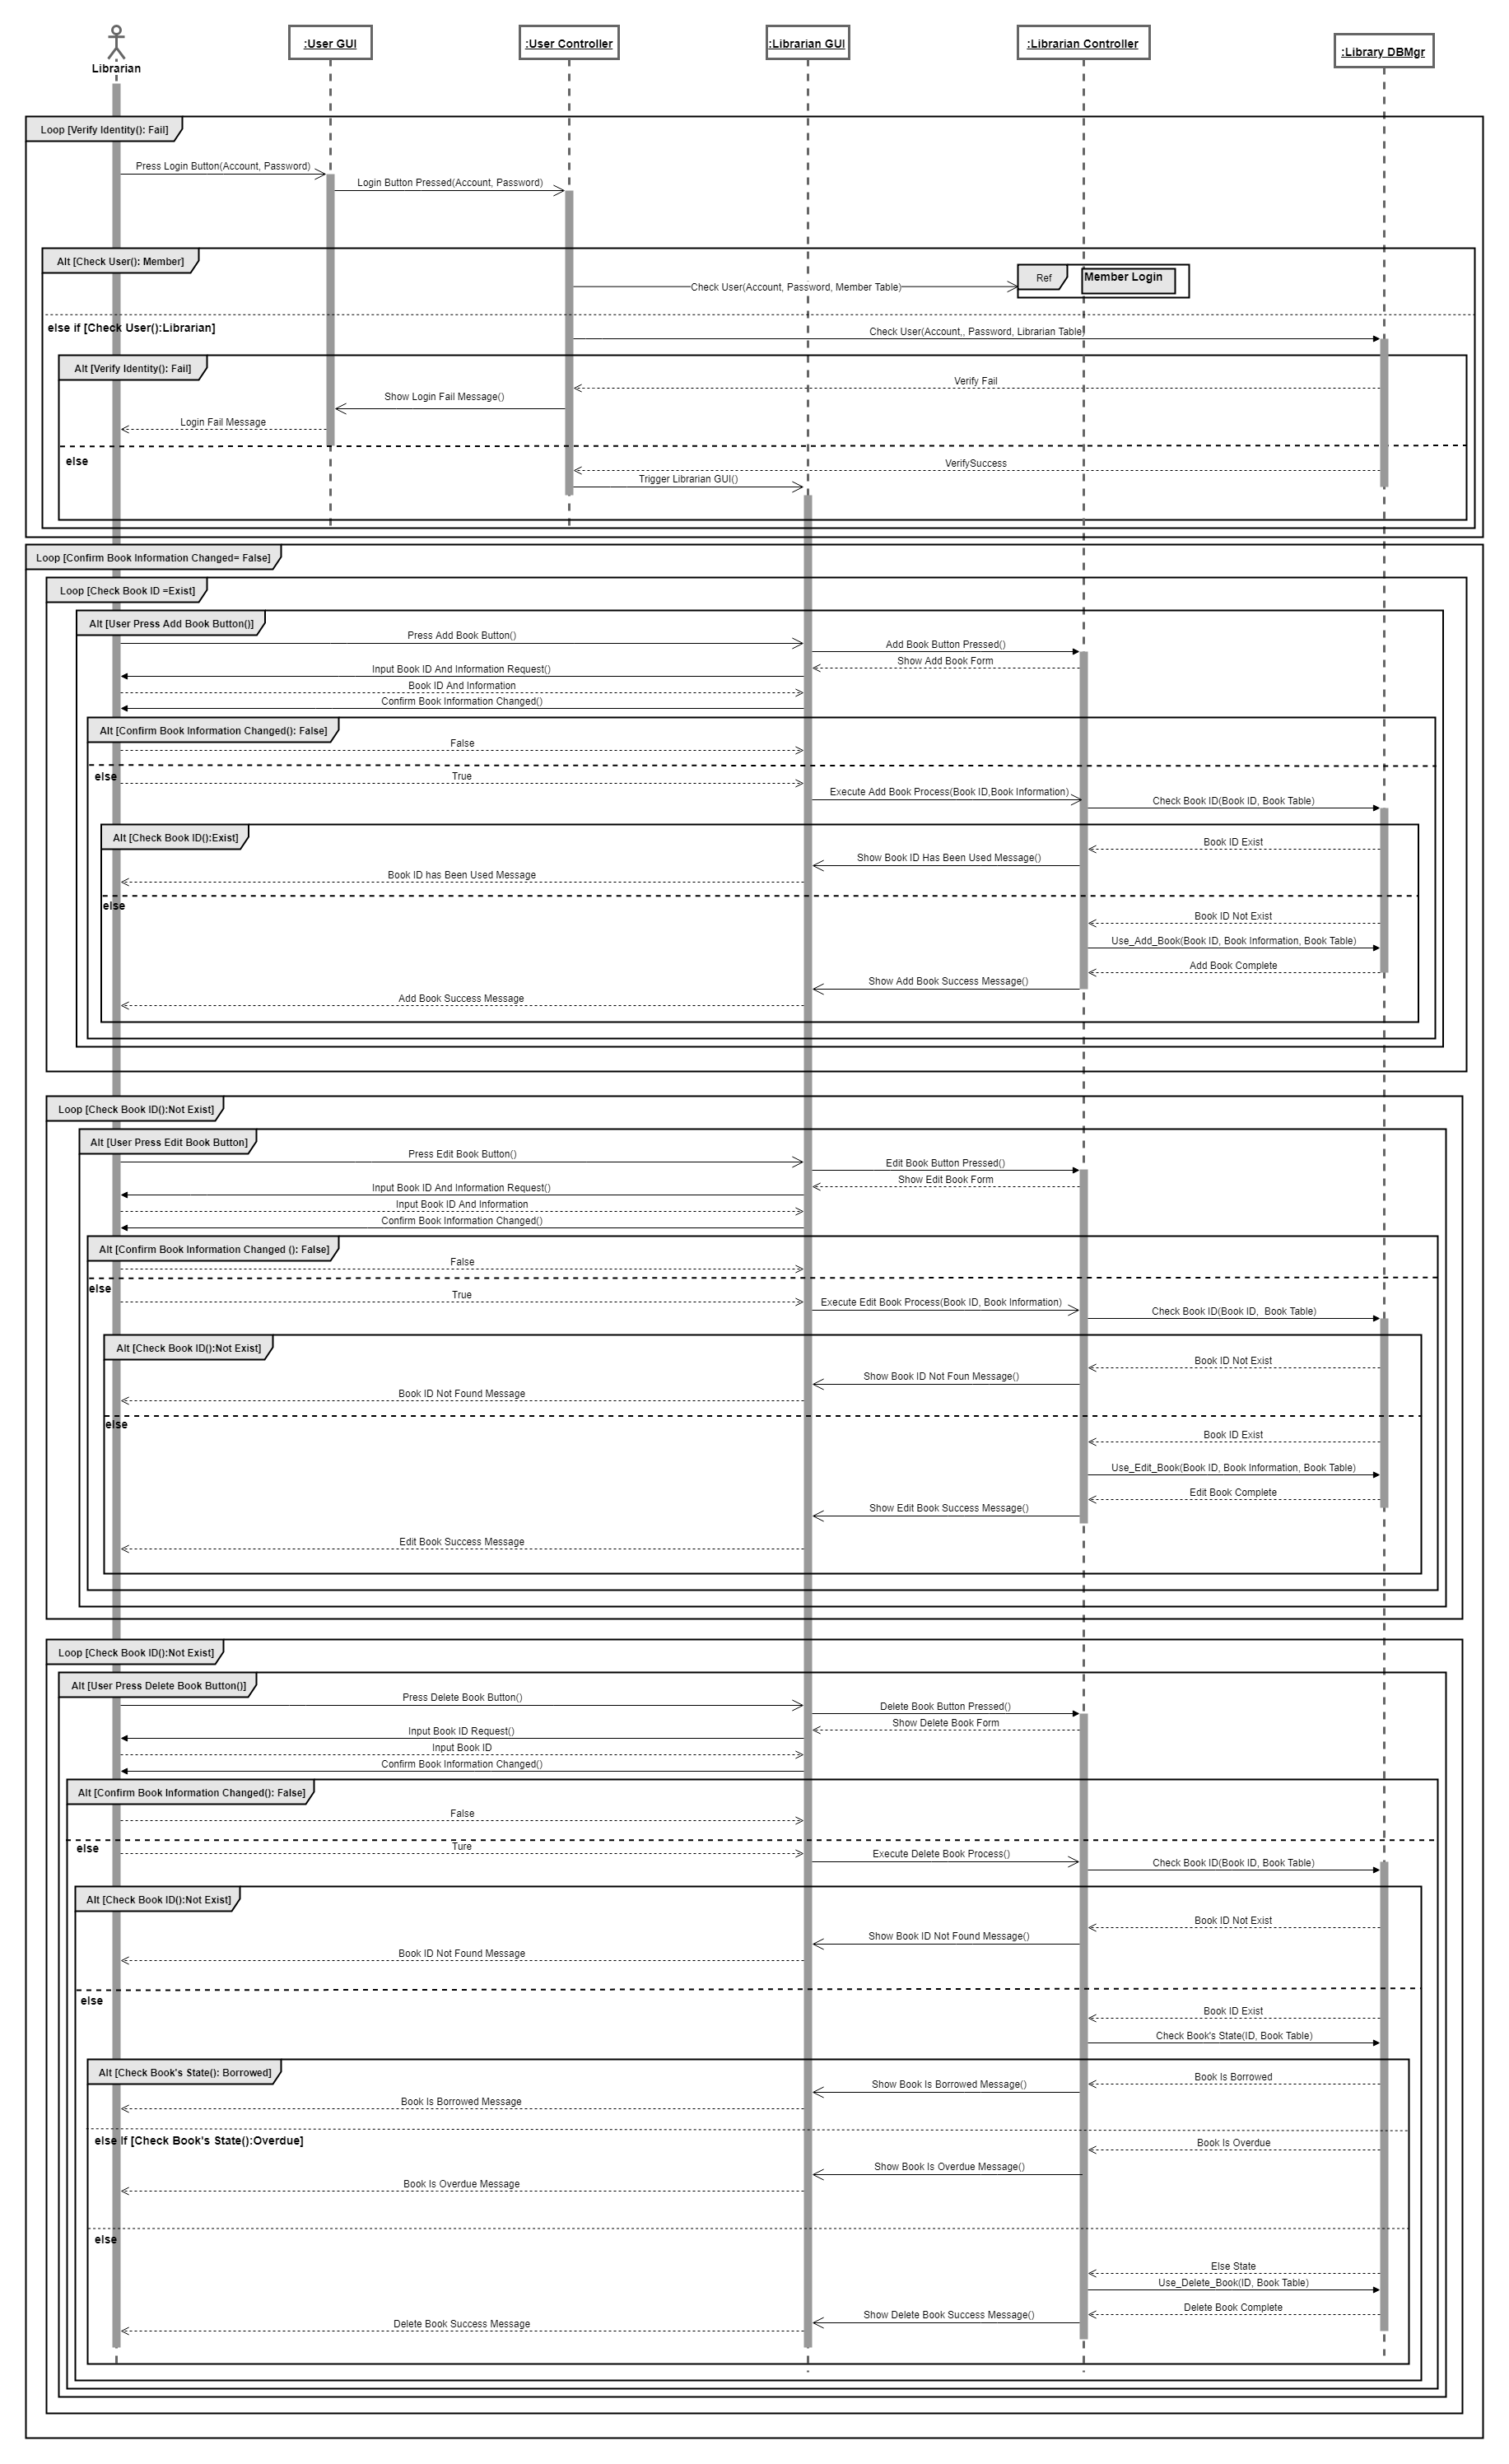 Librarian
:User GUI
:User Controller
:Librarian GUI
:Librarian Controller
:Library DBMgr
Loop [Verify Identity(): Fail]
Press Login Button(Account, Password)
Login Button Pressed(Account, Password)
Alt [Check User(): Member]
Ref
Member Login
Check User(Account, Password, Member Table)
else if [Check User():Librarian]
Check User(Account,, Password, Librarian Table)
Alt [Verify Identity(): Fail]
Verify Fail
Show Login Fail Message()
Login Fail Message
else
VerifySuccess
Trigger Librarian GUI()
Loop [Confirm Book Information Changed= False]
Loop [Check Book ID =Exist]
Alt [User Press Add Book Button()]
Press Add Book Button()
Add Book Button Pressed()
Show Add Book Form
Input Book ID And Information Request()
Book ID And Information
Confirm Book Information Changed()
Alt [Confirm Book Information Changed(): False]
False
else
True
Execute Add Book Process(Book ID,Book Information)
Check Book ID(Book ID, Book Table)
Alt [Check Book ID():Exist]
Book ID Exist
Show Book ID Has Been Used Message()
Book ID has Been Used Message
else
Book ID Not Exist
Use_Add_Book(Book ID, Book Information, Book Table)
Add Book Complete
Show Add Book Success Message()
Add Book Success Message
Loop [Check Book ID():Not Exist]
Alt [User Press Edit Book Button]
Press Edit Book Button()
Edit Book Button Pressed()
Show Edit Book Form
Input Book ID And Information Request()
Input Book ID And Information
Confirm Book Information Changed()
Alt [Confirm Book Information Changed (): False]
False
else
True
Execute Edit Book Process(Book ID, Book Information)
Check Book ID(Book ID,  Book Table)
Alt [Check Book ID():Not Exist]
Book ID Not Exist
Show Book ID Not Foun Message()
Book ID Not Found Message
else
Book ID Exist
Use_Edit_Book(Book ID, Book Information, Book Table)
Edit Book Complete
Show Edit Book Success Message()
Edit Book Success Message
Loop [Check Book ID():Not Exist]
Alt [User Press Delete Book Button()]
Press Delete Book Button()
Delete Book Button Pressed()
Show Delete Book Form
Input Book ID Request()
Input Book ID
Confirm Book Information Changed()
Alt [Confirm Book Information Changed(): False]
False
else
Ture
Execute Delete Book Process()
Check Book ID(Book ID, Book Table)
Alt [Check Book ID():Not Exist]
Book ID Not Exist
Show Book ID Not Found Message()
Book ID Not Found Message
else
Book ID Exist
Check Book's State(ID, Book Table)
Alt [Check Book's State(): Borrowed]
Book Is Borrowed
Show Book Is Borrowed Message()
Book Is Borrowed Message
else if [Check Book's State():Overdue]
Book Is Overdue
Show Book Is Overdue Message()
Book Is Overdue Message
else
Else State
Use_Delete_Book(ID, Book Table)
Delete Book Complete
Show Delete Book Success Message()
Delete Book Success Message